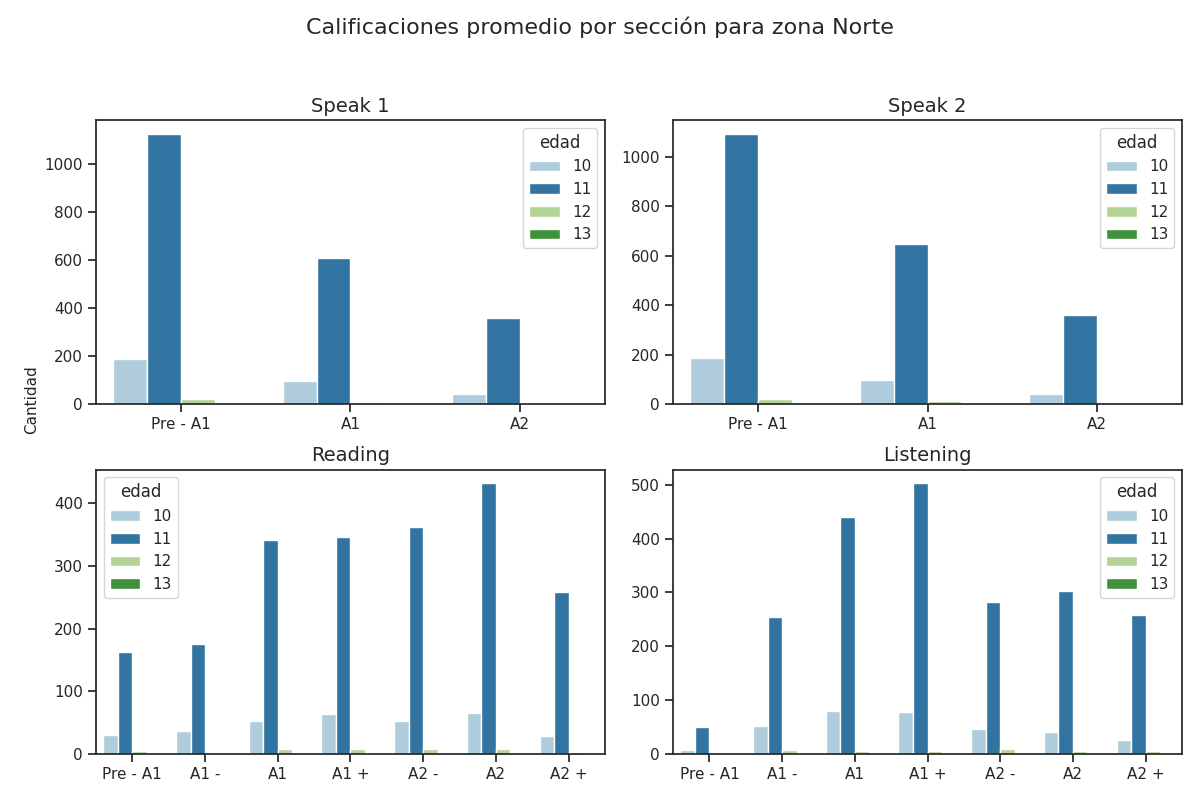 Calificaciones promedio por sección para zona Norte
Cantidad
Speak 1
1000
800
600
400
200
0
Pre - A1 A1 A2
edad
10
11
12
13
Speak 2
1000
800
600
400
200
0
Pre - A1 A1 A2
edad
10
11
12
13
Reading
400
300
200
100
0
Pre - A1 A1 - A1 A1 + A2 - A2 A2 +
edad
10
11
12
13
Listening
500
400
300
200
100
0
Pre - A1 A1 - A1 A1 + A2 - A2 A2 +
edad
10
11
12
13